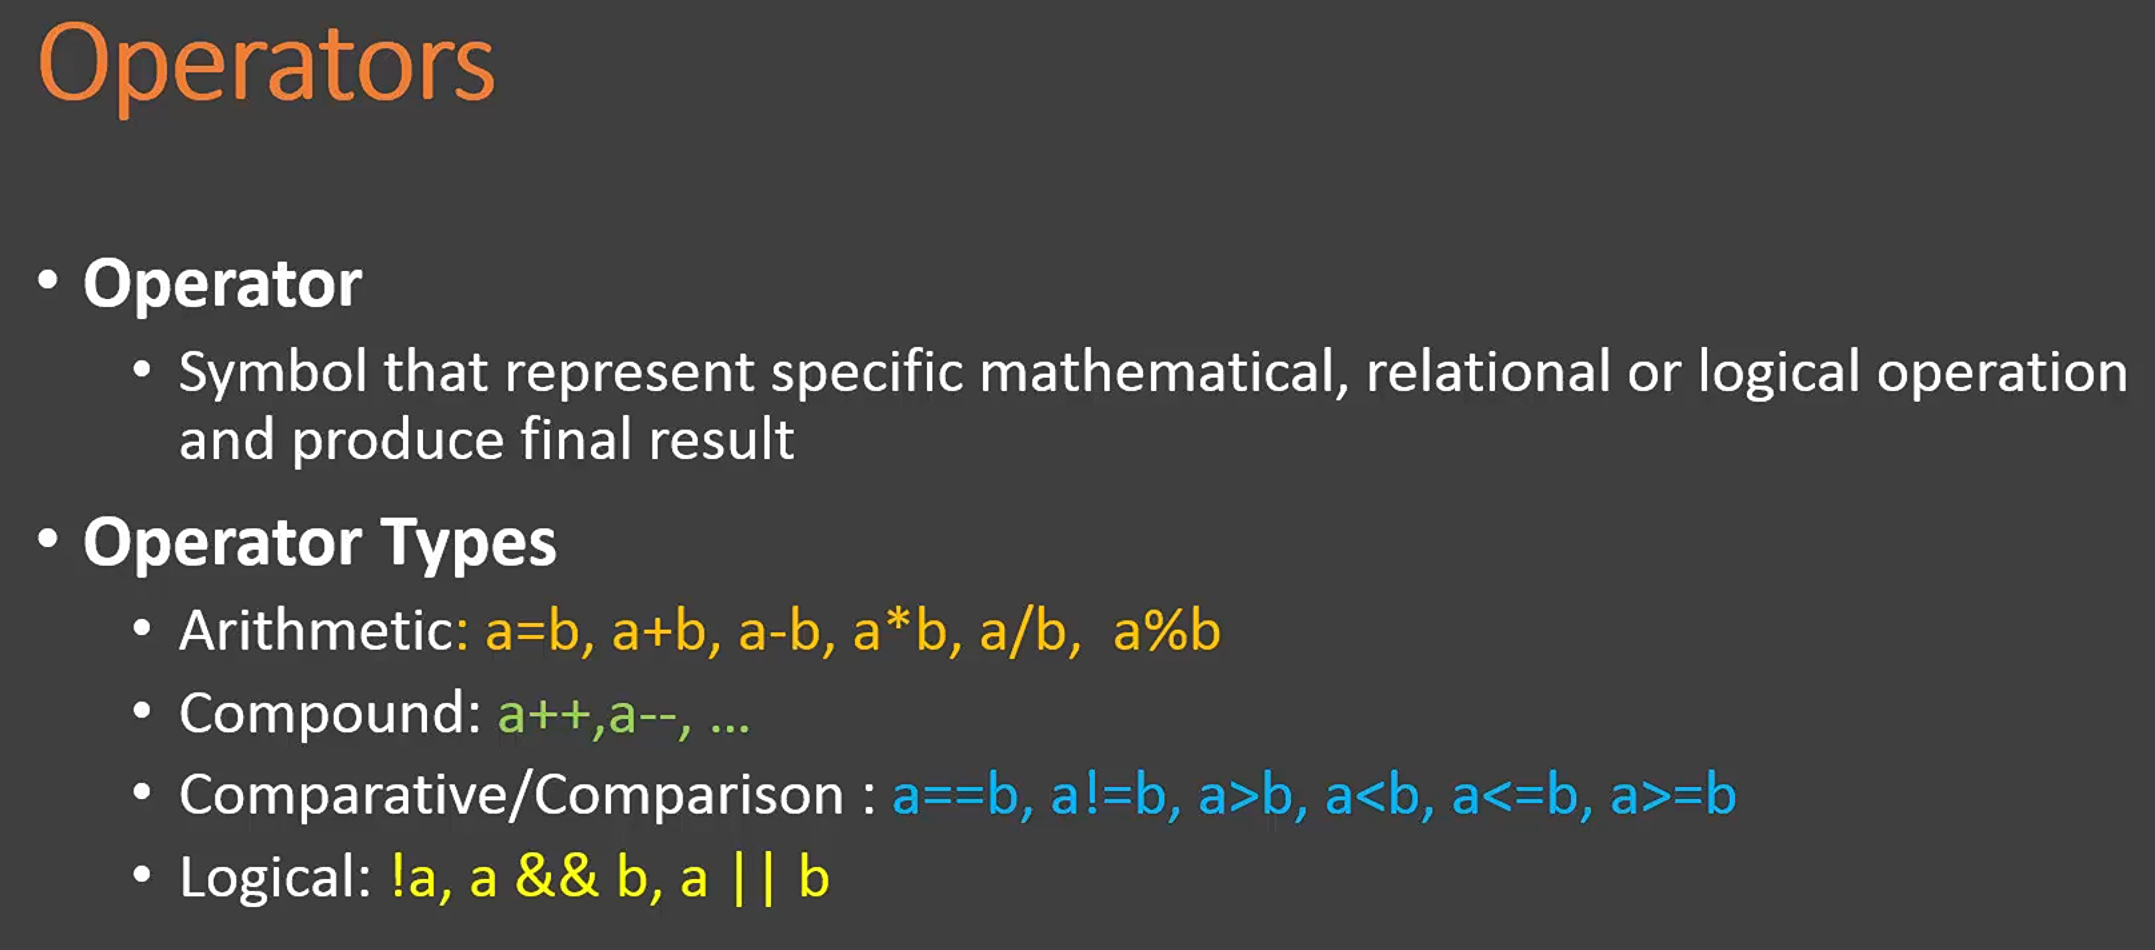 Operators
• Operator
• Symbol that represent specific mathematical, relational or logical operation
and produce final result
• Operator Types
• Arithmetic: a=b, a+b, a-b, a*b, a/b,  a%b
• Compound: a++,a--, ...
• Comparative/Comparison : a==b, a!=b, a>b, a<b, a<=b, a>=b
• Logical: !a, a && b, a || b